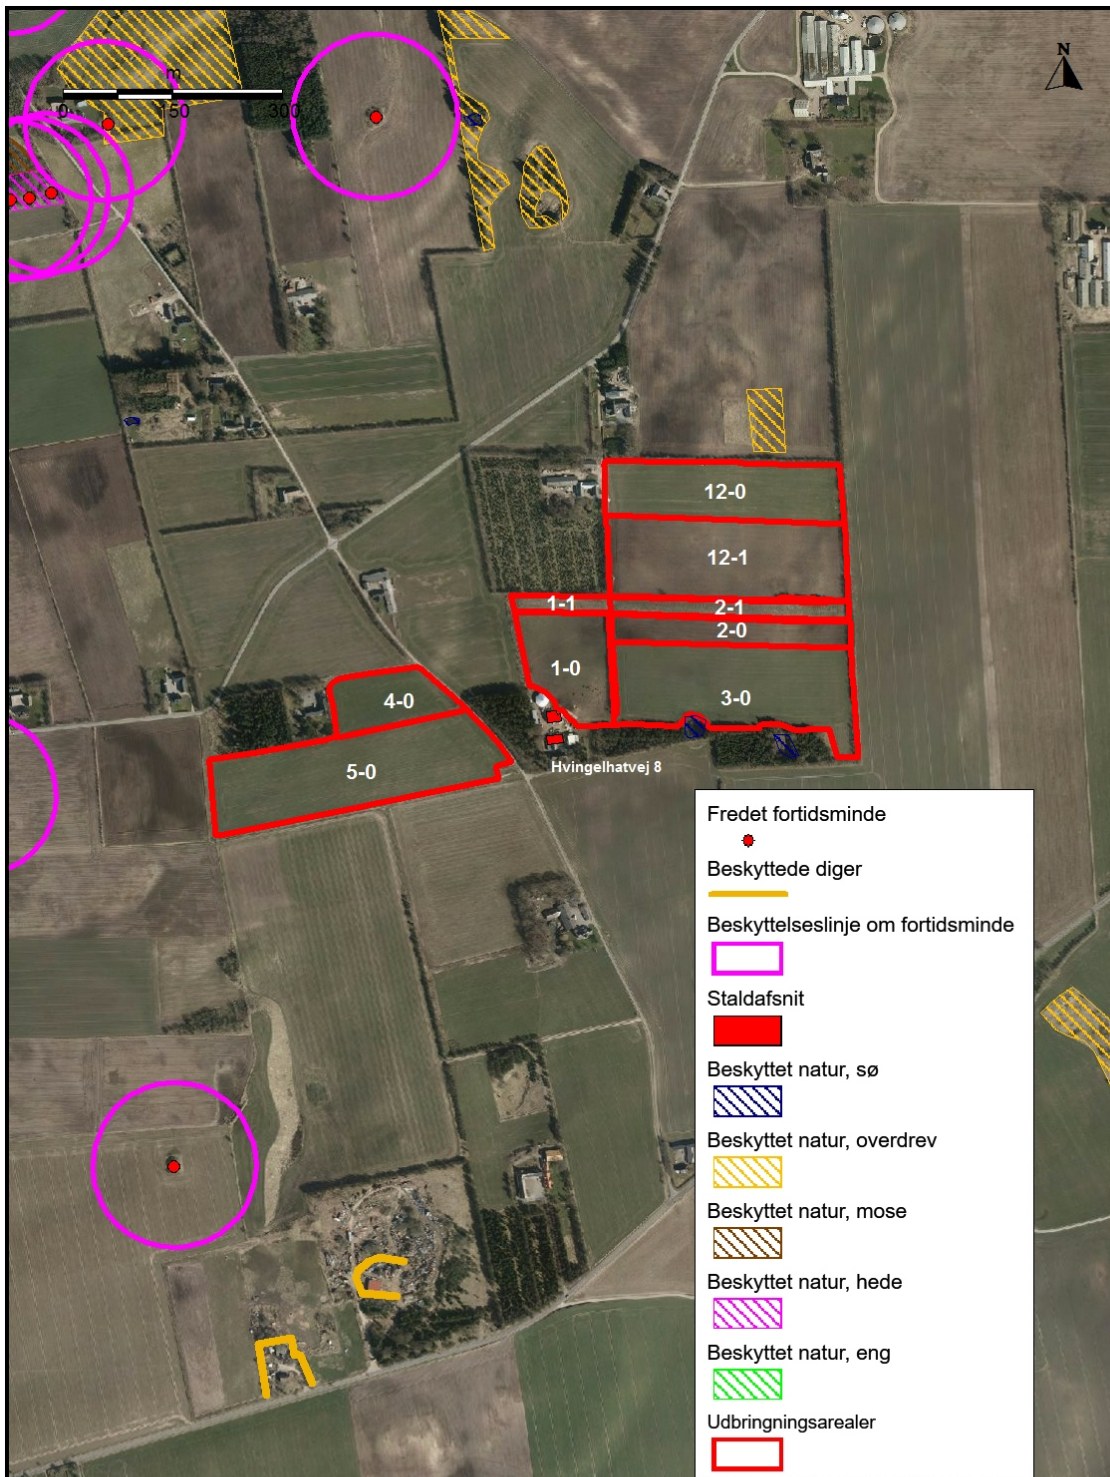 N
m
0 150 300
12-0
12-1
1-1
2-1
2-0
1-0
3-0
4-0
5-0
Hvingelhatvej 8
Fredet fortidsminde
Beskyttede diger
Beskyttelseslinje om fortidsminde
Staldafsnit
Beskyttet natur, sø
Beskyttet natur, overdrev
Beskyttet natur, mose
Beskyttet natur, hede
Beskyttet natur, eng
Udbringningsarealer